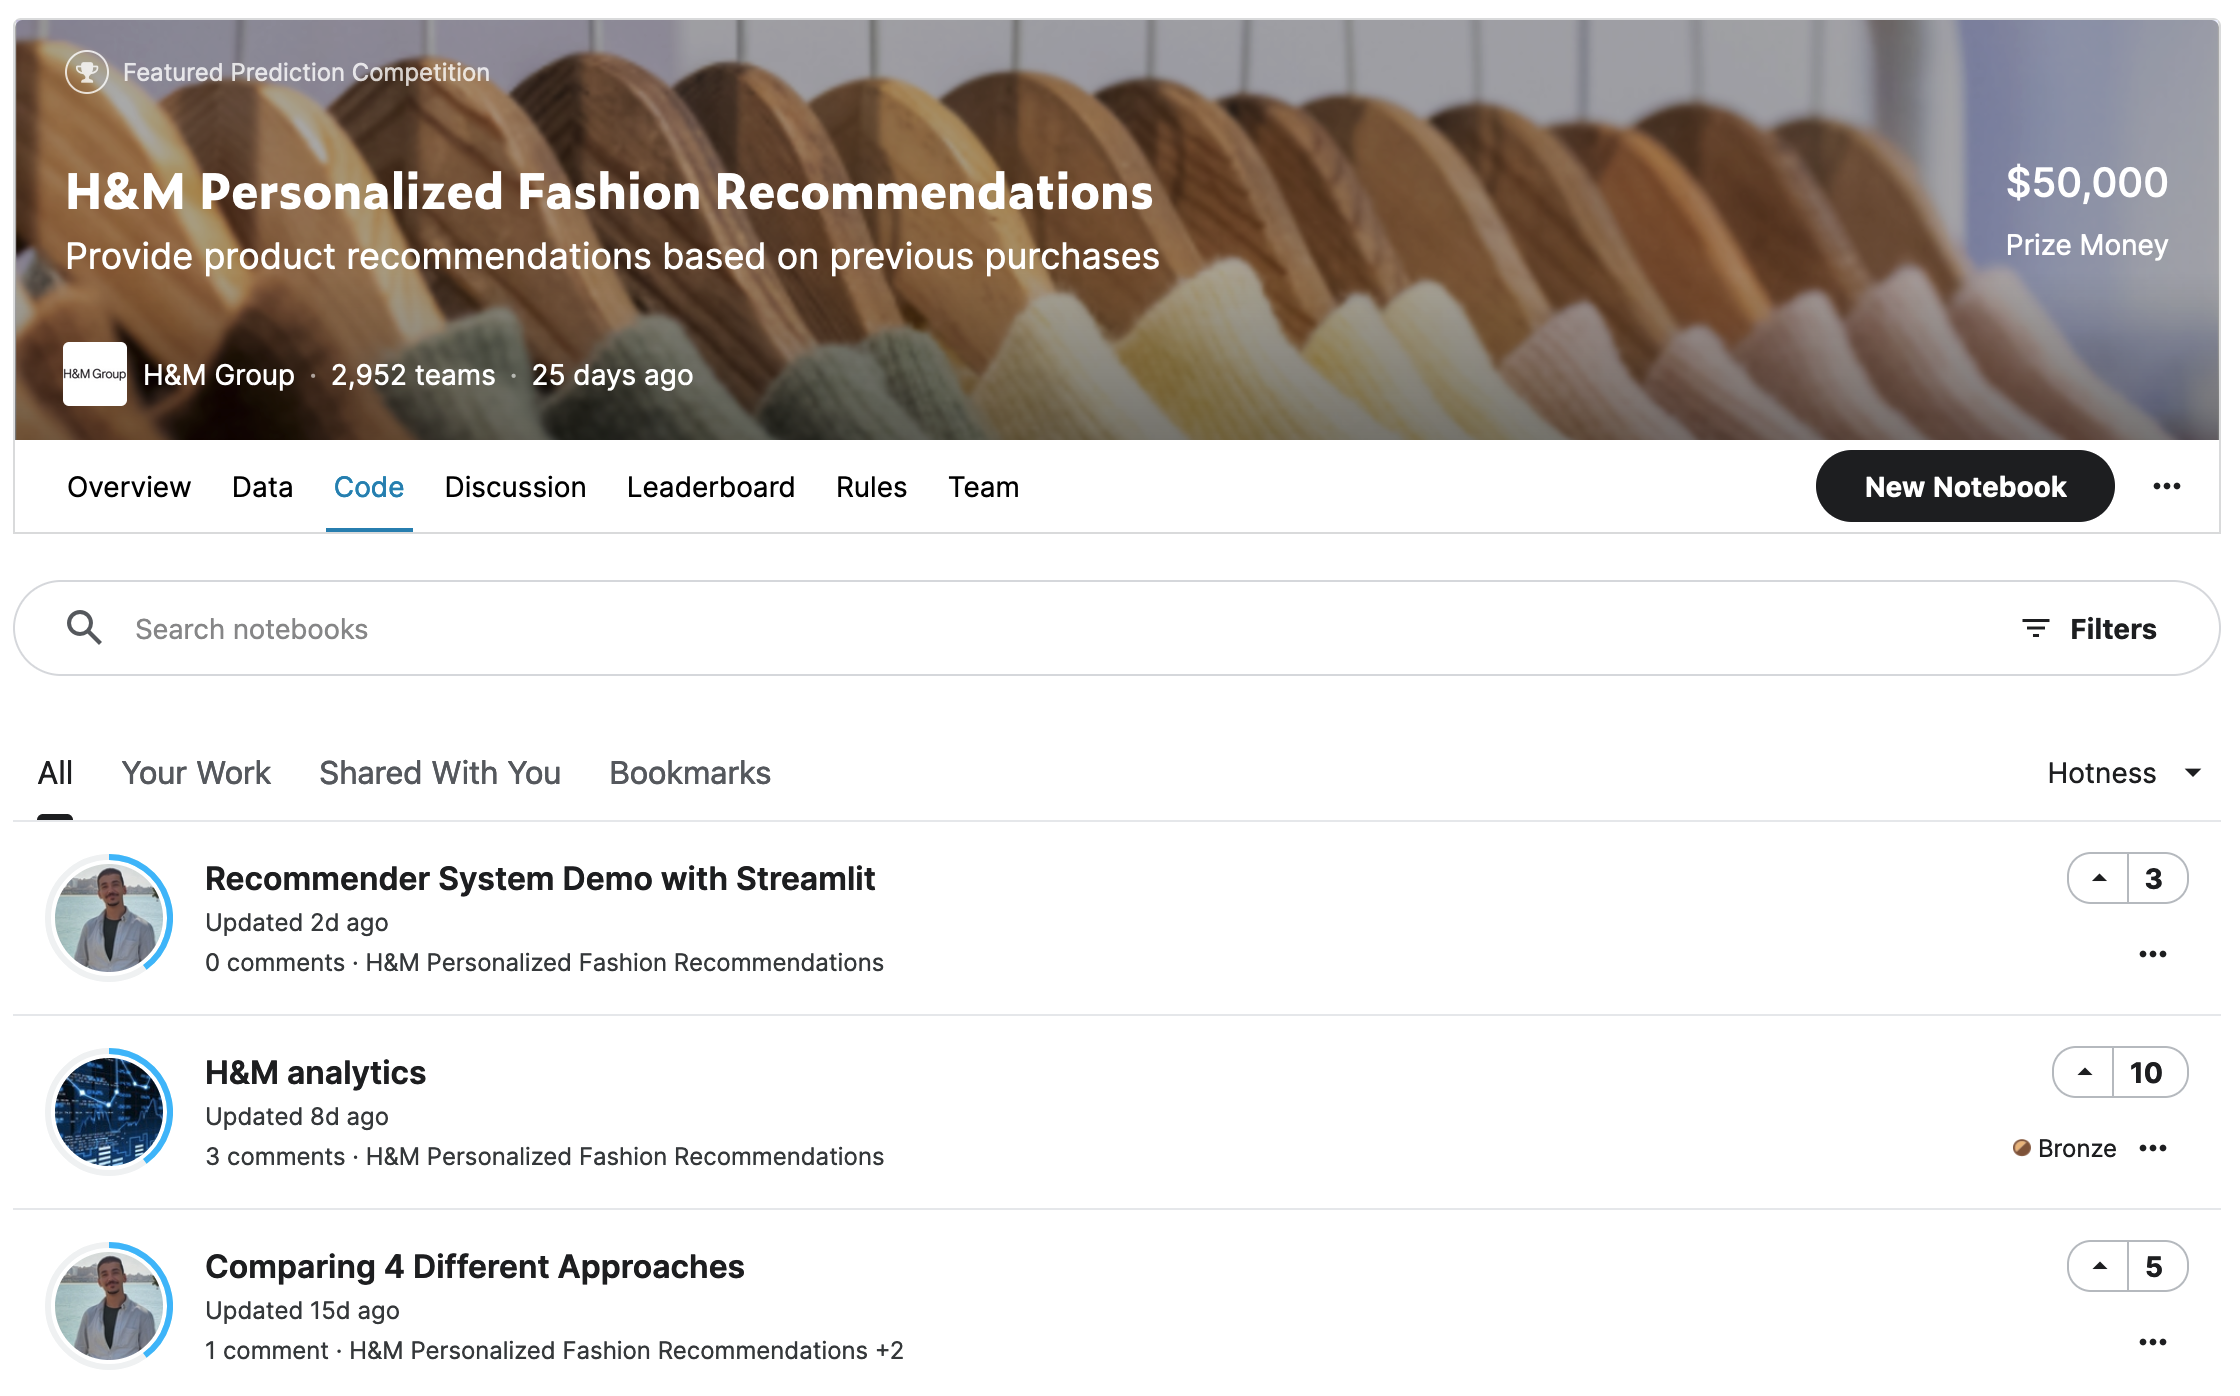 Featured Prediction Competition
H&M Personalized Fashion Recommendations
Provide product recommendations based on previous purchases
$50,000
Prize Money
H&M Group
H&M Group · 2,952 teams · 25 days ago
Overview Data Code Discussion Leaderboard Rules Team New Notebook
Search notebooks Filters
All Your Work Shared With You Bookmarks Hotness
Recommender System Demo with Streamlit 3
Updated 2d ago
0 comments · H&M Personalized Fashion Recommendations
H&M analytics 10
Updated 8d ago
3 comments · H&M Personalized Fashion Recommendations Bronze
Comparing 4 Different Approaches 5
Updated 15d ago
1 comment · H&M Personalized Fashion Recommendations +2